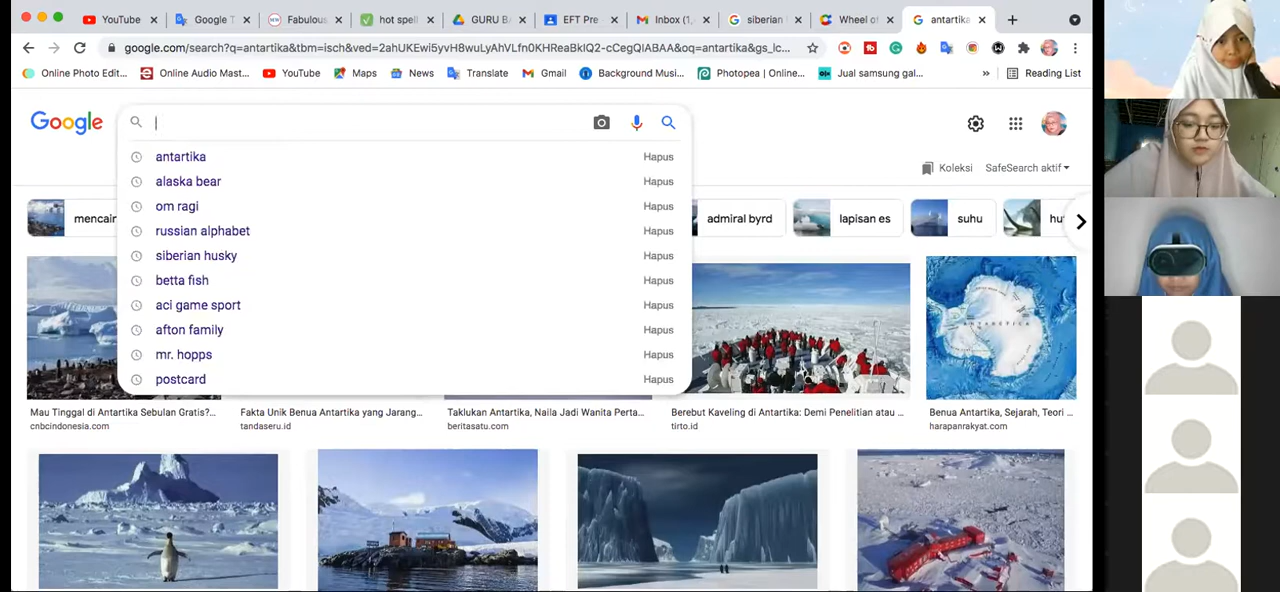 YouTube
Google T
Fabulous
hot spell
GURU BA
EFT Pre
Inbox (1,
siberian
Wheel of
antartika
google.com/search?q=antartika&tbm=isch&ved=2ahUKEwi5yvH8wuLyAhVLfn0KHReaBkIQ2-cCegQIABAA&oq=antartika&gs_lc...
Online Photo Edit...
Online Audio Mast...
YouTube
Maps
News
Translate
Gmail
Background Musi...
Photopea | Online...
Jual samsung gal...
»
Reading List
Google
Koleksi
SafeSearch aktif
antartika Hapus
alaska bear Hapus
om ragi Hapus
russian alphabet Hapus
siberian husky Hapus
betta fish Hapus
aci game sport Hapus
afton family Hapus
mr. hopps Hapus
postcard Hapus
mencair
admiral byrd
lapisan es
suhu
Mau Tinggal di Antartika Sebulan Gratis?...
cnbcindonesia.com
Fakta Unik Benua Antartika yang Jarang...
tandaseru.id
Taklukan Antartika, Naila Jadi Wanita Perta...
beritasatu.com
Berebut Kaveling di Antartika: Demi Penelitian atau ...
tirto.id
Benua Antartika, Sejarah, Teori ...
harapanrakyat.com